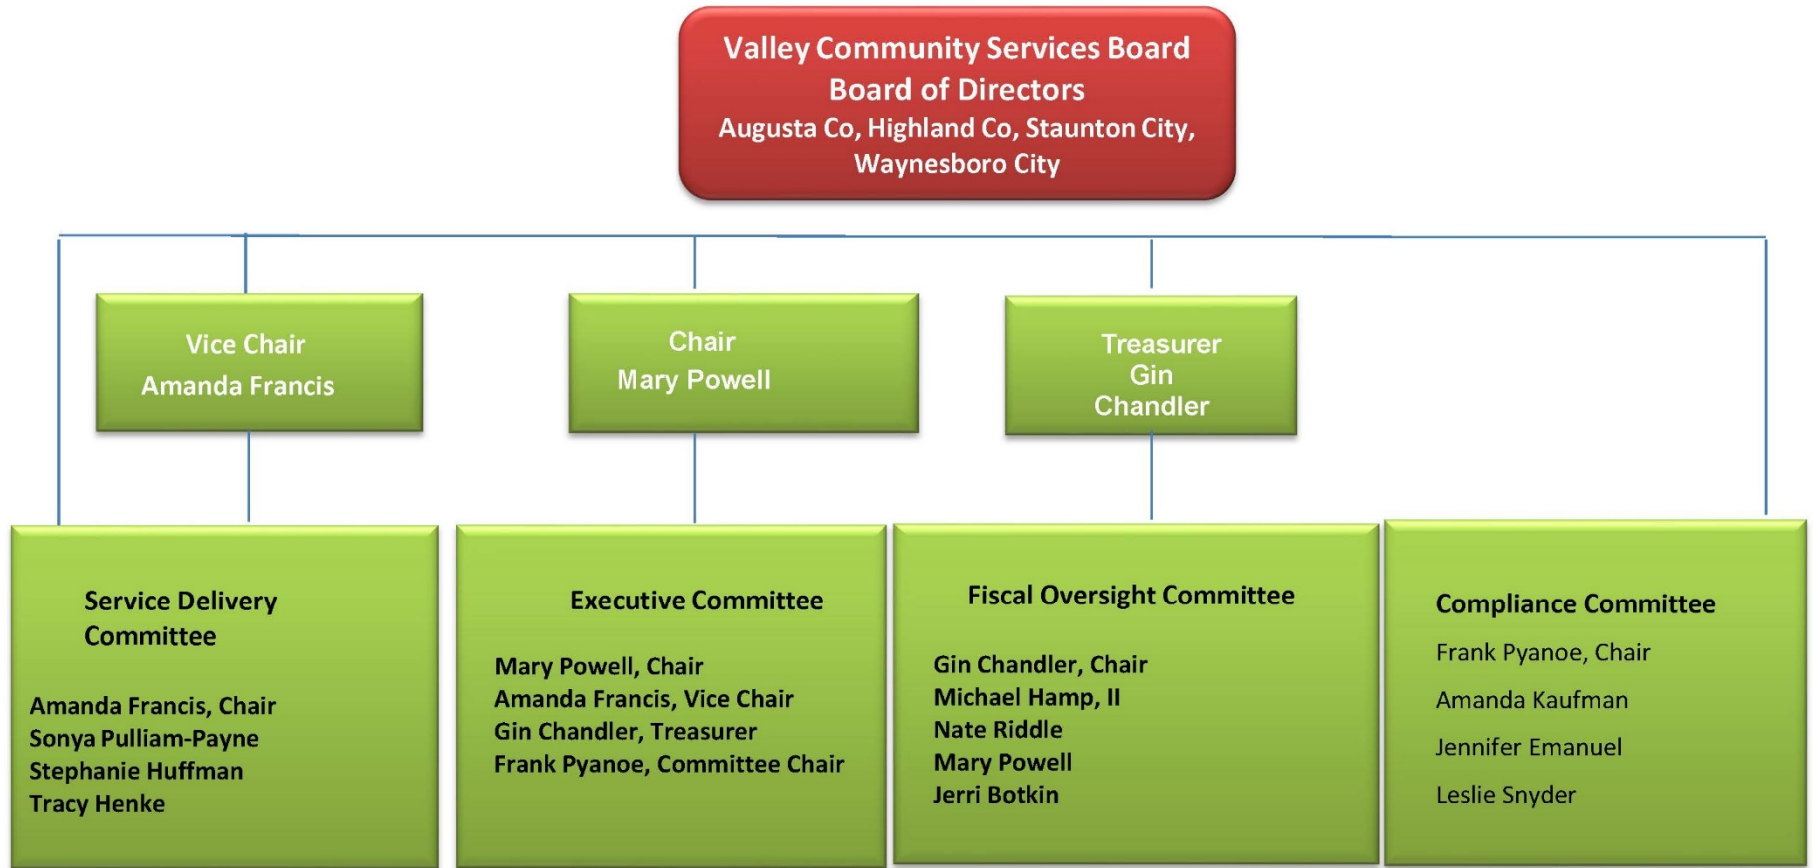 Valley Community Services Board
Board of Directors
Augusta Co, Highland Co, Staunton City,
Waynesboro City
Vice Chair
Amanda Francis
Chair
Mary Powell
Treasurer
Gin
Chandler
Service Delivery
Committee
Amanda Francis, Chair
Sonya Pulliam-Payne
Stephanie Huffman
Tracy Henke
Executive Committee
Mary Powell, Chair
Amanda Francis, Vice Chair
Gin Chandler, Treasurer
Frank Pyanoe, Committee Chair
Fiscal Oversight Committee
Gin Chandler, Chair
Michael Hamp, II
Nate Riddle
Mary Powell
Jerri Botkin
Compliance Committee
Frank Pyanoe, Chair
Amanda Kaufman
Jennifer Emanuel
Leslie Snyder